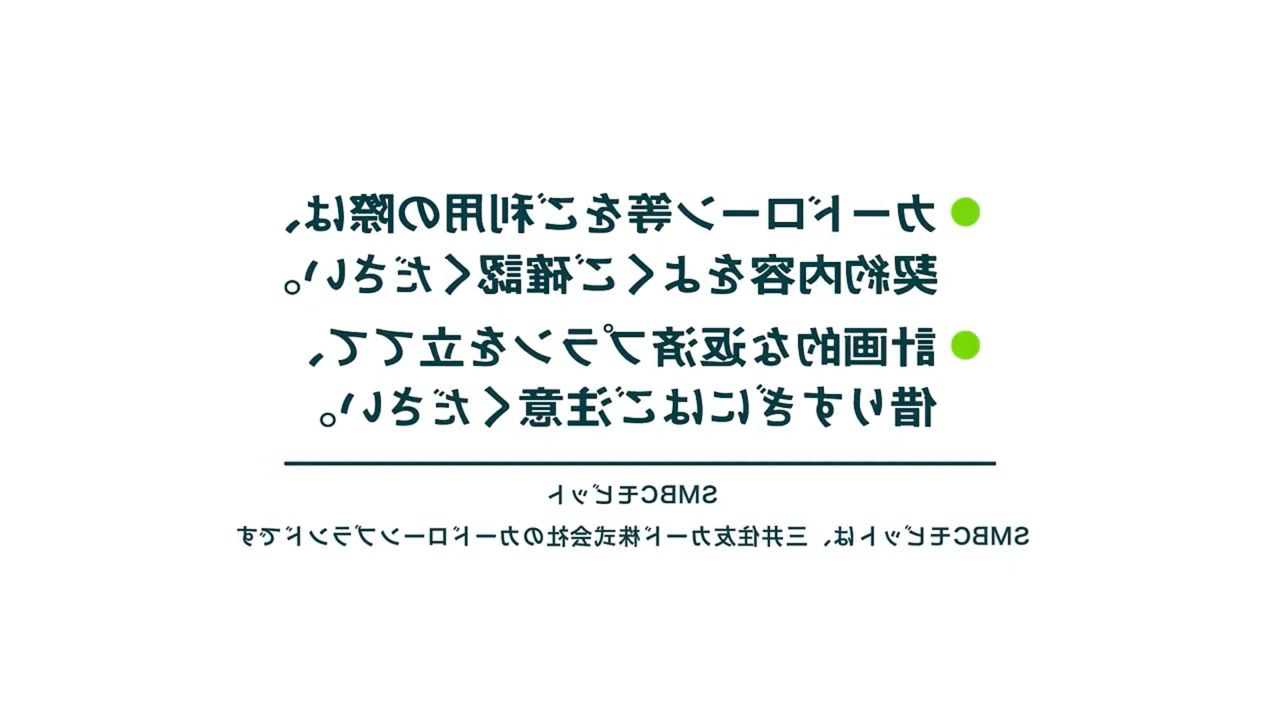 ● カードローン等をご利用の際は、
契約内容をよくご確認ください。
● 計画的な返済プランを立てて、
借りすぎにはご注意ください。
SMBCモビット
SMBCモビットは、三井住友カード株式会社のカードローンブランドです